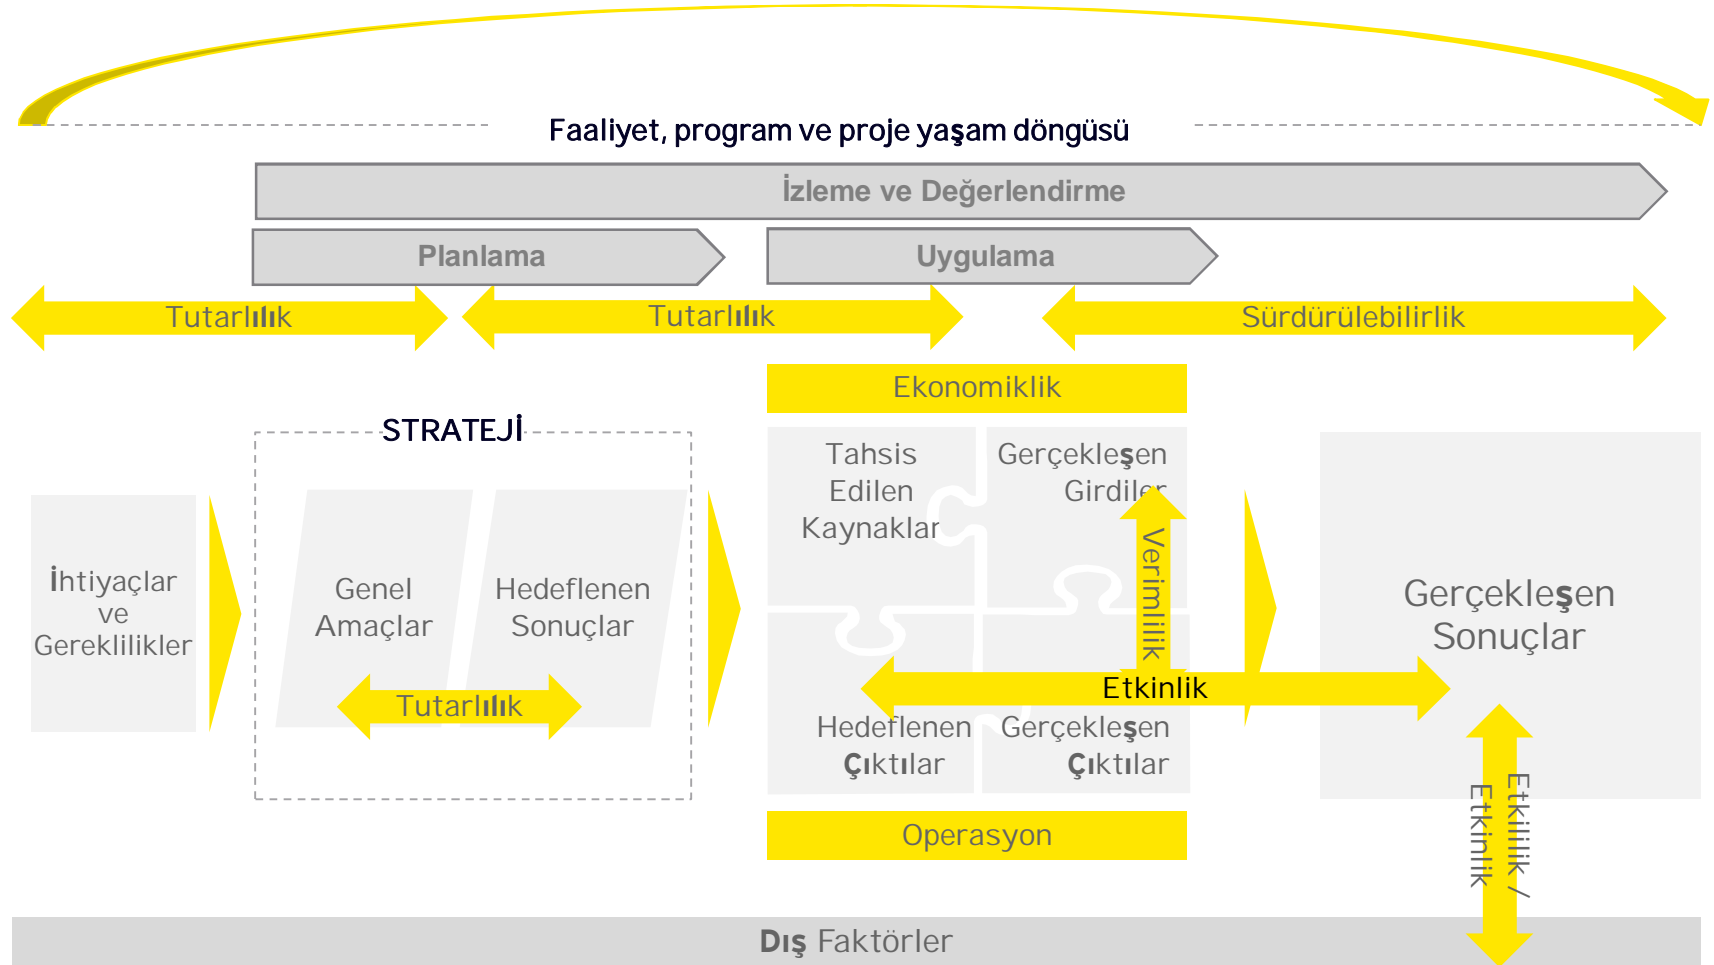 Faaliyet, program ve proje yaşam döngüsü
İzleme ve Değerlendirme
Planlama
Uygulama
Tutarlılık
Tutarlılık
Sürdürülebilirlik
Ekonomiklik
STRATEJİ
Tahsis
Edilen
Kaynaklar
Gerçekleşen
Girdiler
Verimlilik
İhtiyaçlar
ve
Gereklilikler
Genel
Amaçlar
Hedeflenen
Sonuçlar
Tutarlılık
Gerçekleşen
Sonuçlar
Etkinlik
Hedeflenen
Çıktılar
Gerçekleşen
Çıktılar
Operasyon
Etkililik /
Etkinlik
Dış Faktörler